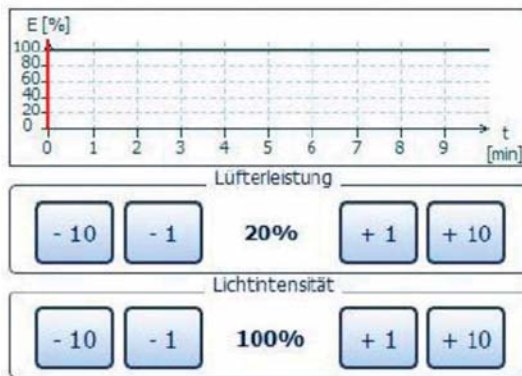 E [%]
100
80
60
40
20
0
0 1 2 3 4 5 6 7 8 9
t
[min]
Lüfterleistung
- 10 - 1 20% + 1 + 10
Lichtintensität
- 10 - 1 100% + 1 + 10